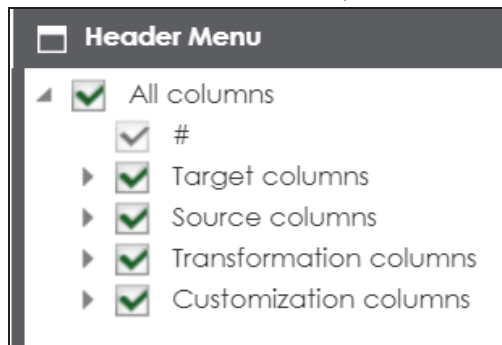 Header Menu
All columns
#
Target columns
Source columns
Transformation columns
Customization columns